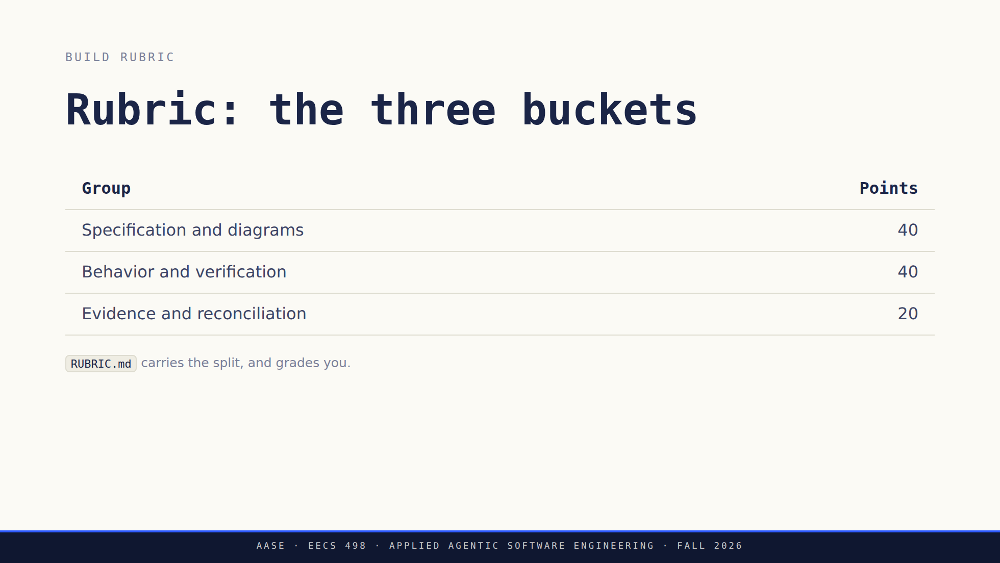 BUILD RUBRIC
Rubric: the three buckets
Group Points
Specification and diagrams 40
Behavior and verification 40
Evidence and reconciliation 20
RUBRIC.md carries the split, and grades you.
AASE · EECS 498 · APPLIED AGENTIC SOFTWARE ENGINEERING · FALL 2026